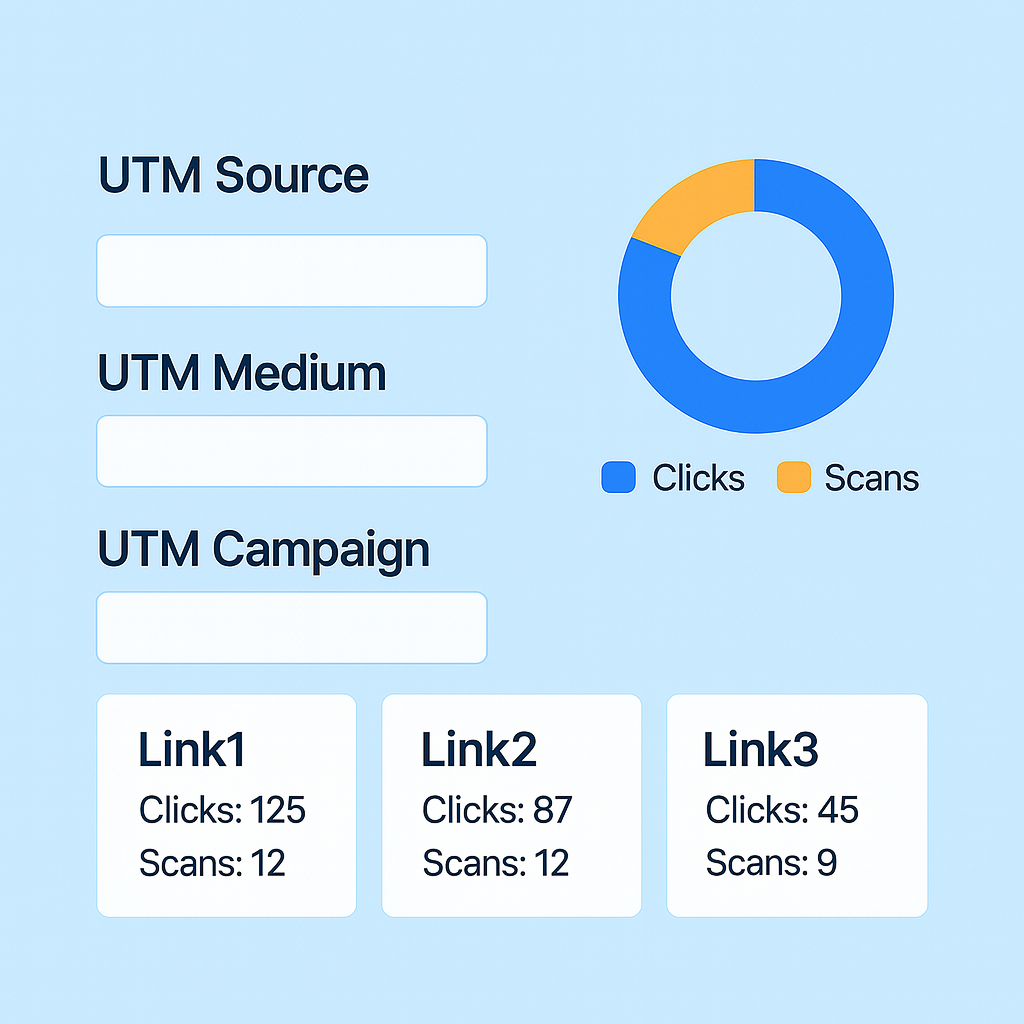 UTM Source
UTM Medium
UTM Campaign
Clicks
Scans
Link1
Clicks: 125
Scans: 12
Link2
Clicks: 87
Scans: 12
Link3
Clicks: 45
Scans: 9